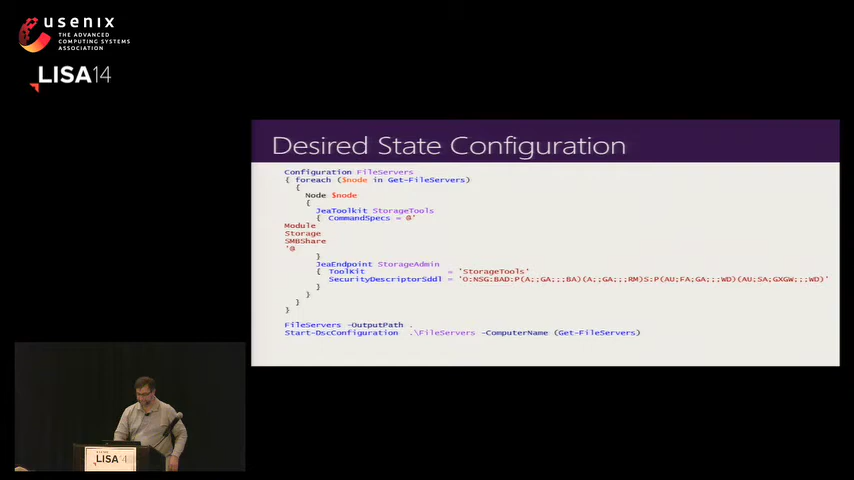 usenix
THE ADVANCED
COMPUTING SYSTEMS
ASSOCIATION
LISA14
Desired State Configuration
Configuration FileServers
{ foreach ($node in Get-FileServers)
{
Node $node
{
JeaToolkit StorageTools
{ CommandSpecs = @'
Module
Storage
SMBShare
'@
}
JeaEndpoint StorageAdmin
{ ToolKit = 'StorageTools'
SecurityDescriptorSddl = 'O:NSG:BAD:P(A;;GA;;;BA)(A;;GA;;;RM)S:P(AU;FA;GA;;;WD)(AU;SA;GXGW;;;WD)'
}
}
}
}
FileServers -OutputPath .
Start-DscConfiguration .\FileServers -ComputerName (Get-FileServers)
LISA'14